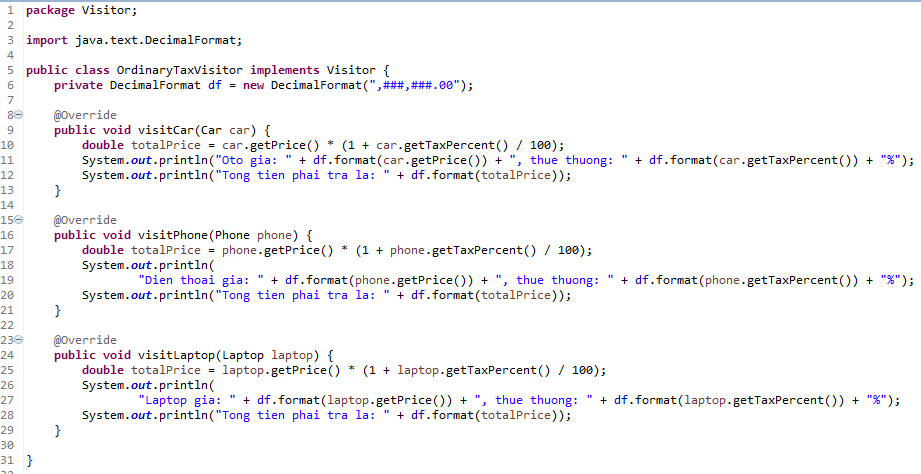 1 package Visitor;
2
3 import java.text.DecimalFormat;
4
5 public class OrdinaryTaxVisitor implements Visitor {
6     private DecimalFormat df = new DecimalFormat(",###,###.00");
7
8     @Override
9     public void visitCar(Car car) {
10         double totalPrice = car.getPrice() * (1 + car.getTaxPercent() / 100);
11         System.out.println("Oto gia: " + df.format(car.getPrice()) + ", thue thuong: " + df.format(car.getTaxPercent()) + "%");
12         System.out.println("Tong tien phai tra la: " + df.format(totalPrice));
13     }
14
15     @Override
16     public void visitPhone(Phone phone) {
17         double totalPrice = phone.getPrice() * (1 + phone.getTaxPercent() / 100);
18         System.out.println(
19                 "Dien thoai gia: " + df.format(phone.getPrice()) + ", thue thuong: " + df.format(phone.getTaxPercent()) + "%");
20         System.out.println("Tong tien phai tra la: " + df.format(totalPrice));
21     }
22
23     @Override
24     public void visitLaptop(Laptop laptop) {
25         double totalPrice = laptop.getPrice() * (1 + laptop.getTaxPercent() / 100);
26         System.out.println(
27                 "Laptop gia: " + df.format(laptop.getPrice()) + ", thue thuong: " + df.format(laptop.getTaxPercent()) + "%");
28         System.out.println("Tong tien phai tra la: " + df.format(totalPrice));
29     }
30
31 }